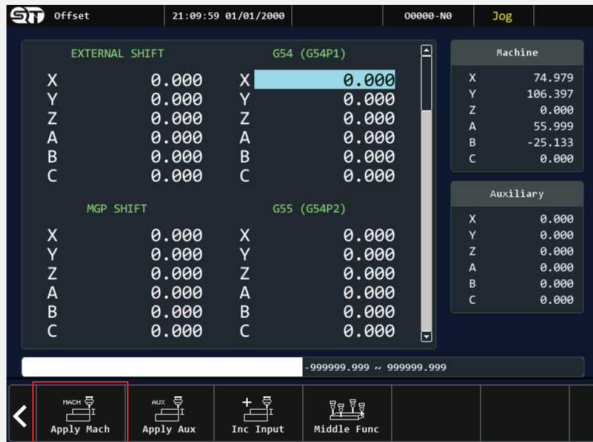 ST Offset 21:09:59 01/01/2000 O0000-N0 Jog
EXTERNAL SHIFT
X 0.000
Y 0.000
Z 0.000
A 0.000
B 0.000
C 0.000
G54 (G54P1)
X 0.000
Y 0.000
Z 0.000
A 0.000
B 0.000
C 0.000
MGP SHIFT
X 0.000
Y 0.000
Z 0.000
A 0.000
B 0.000
C 0.000
G55 (G54P2)
X 0.000
Y 0.000
Z 0.000
A 0.000
B 0.000
C 0.000
Machine
X 74.979
Y 106.397
Z 0.000
A 55.999
B -25.133
C 0.000
Auxiliary
X 0.000
Y 0.000
Z 0.000
A 0.000
B 0.000
C 0.000
-999999.999 ~ 999999.999
MACH
Apply Mach
AUX
Apply Aux
Inc Input
Middle Func